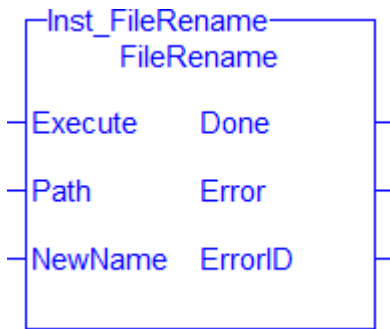 Inst_FileRename
FileRename
Execute Done
Path Error
NewName ErrorID